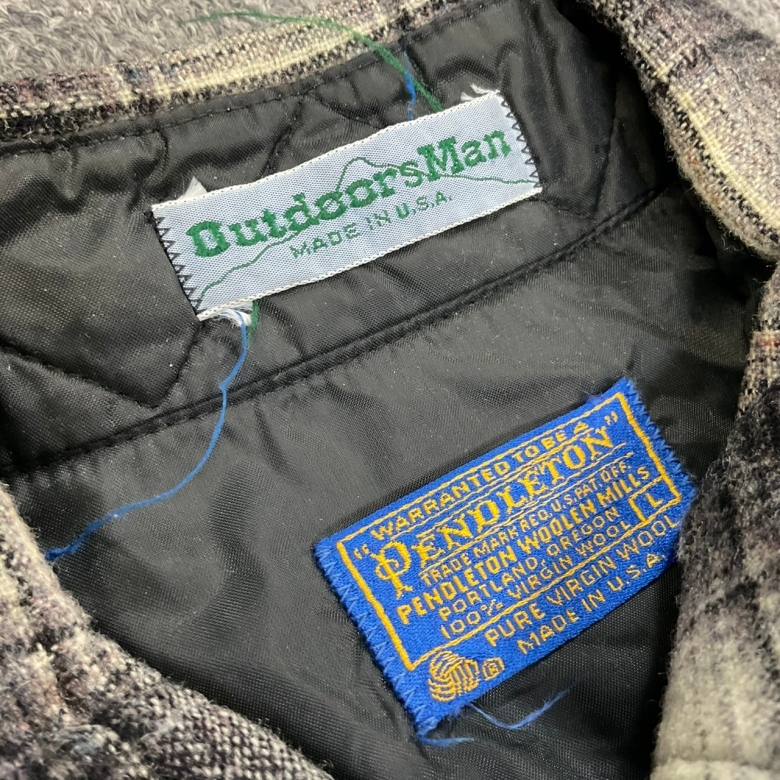 OutdoorsMan
MADE IN U.S.A.
"WARRANTED TO BE A
PENDLETON"
TRADE MARK REG. U.S. PAT. OFF.
PENDLETON WOOLEN MILLS
PORTLAND, OREGON
100% VIRGIN WOOL
L
PURE VIRGIN WOOL
MADE IN U.S.A.
R